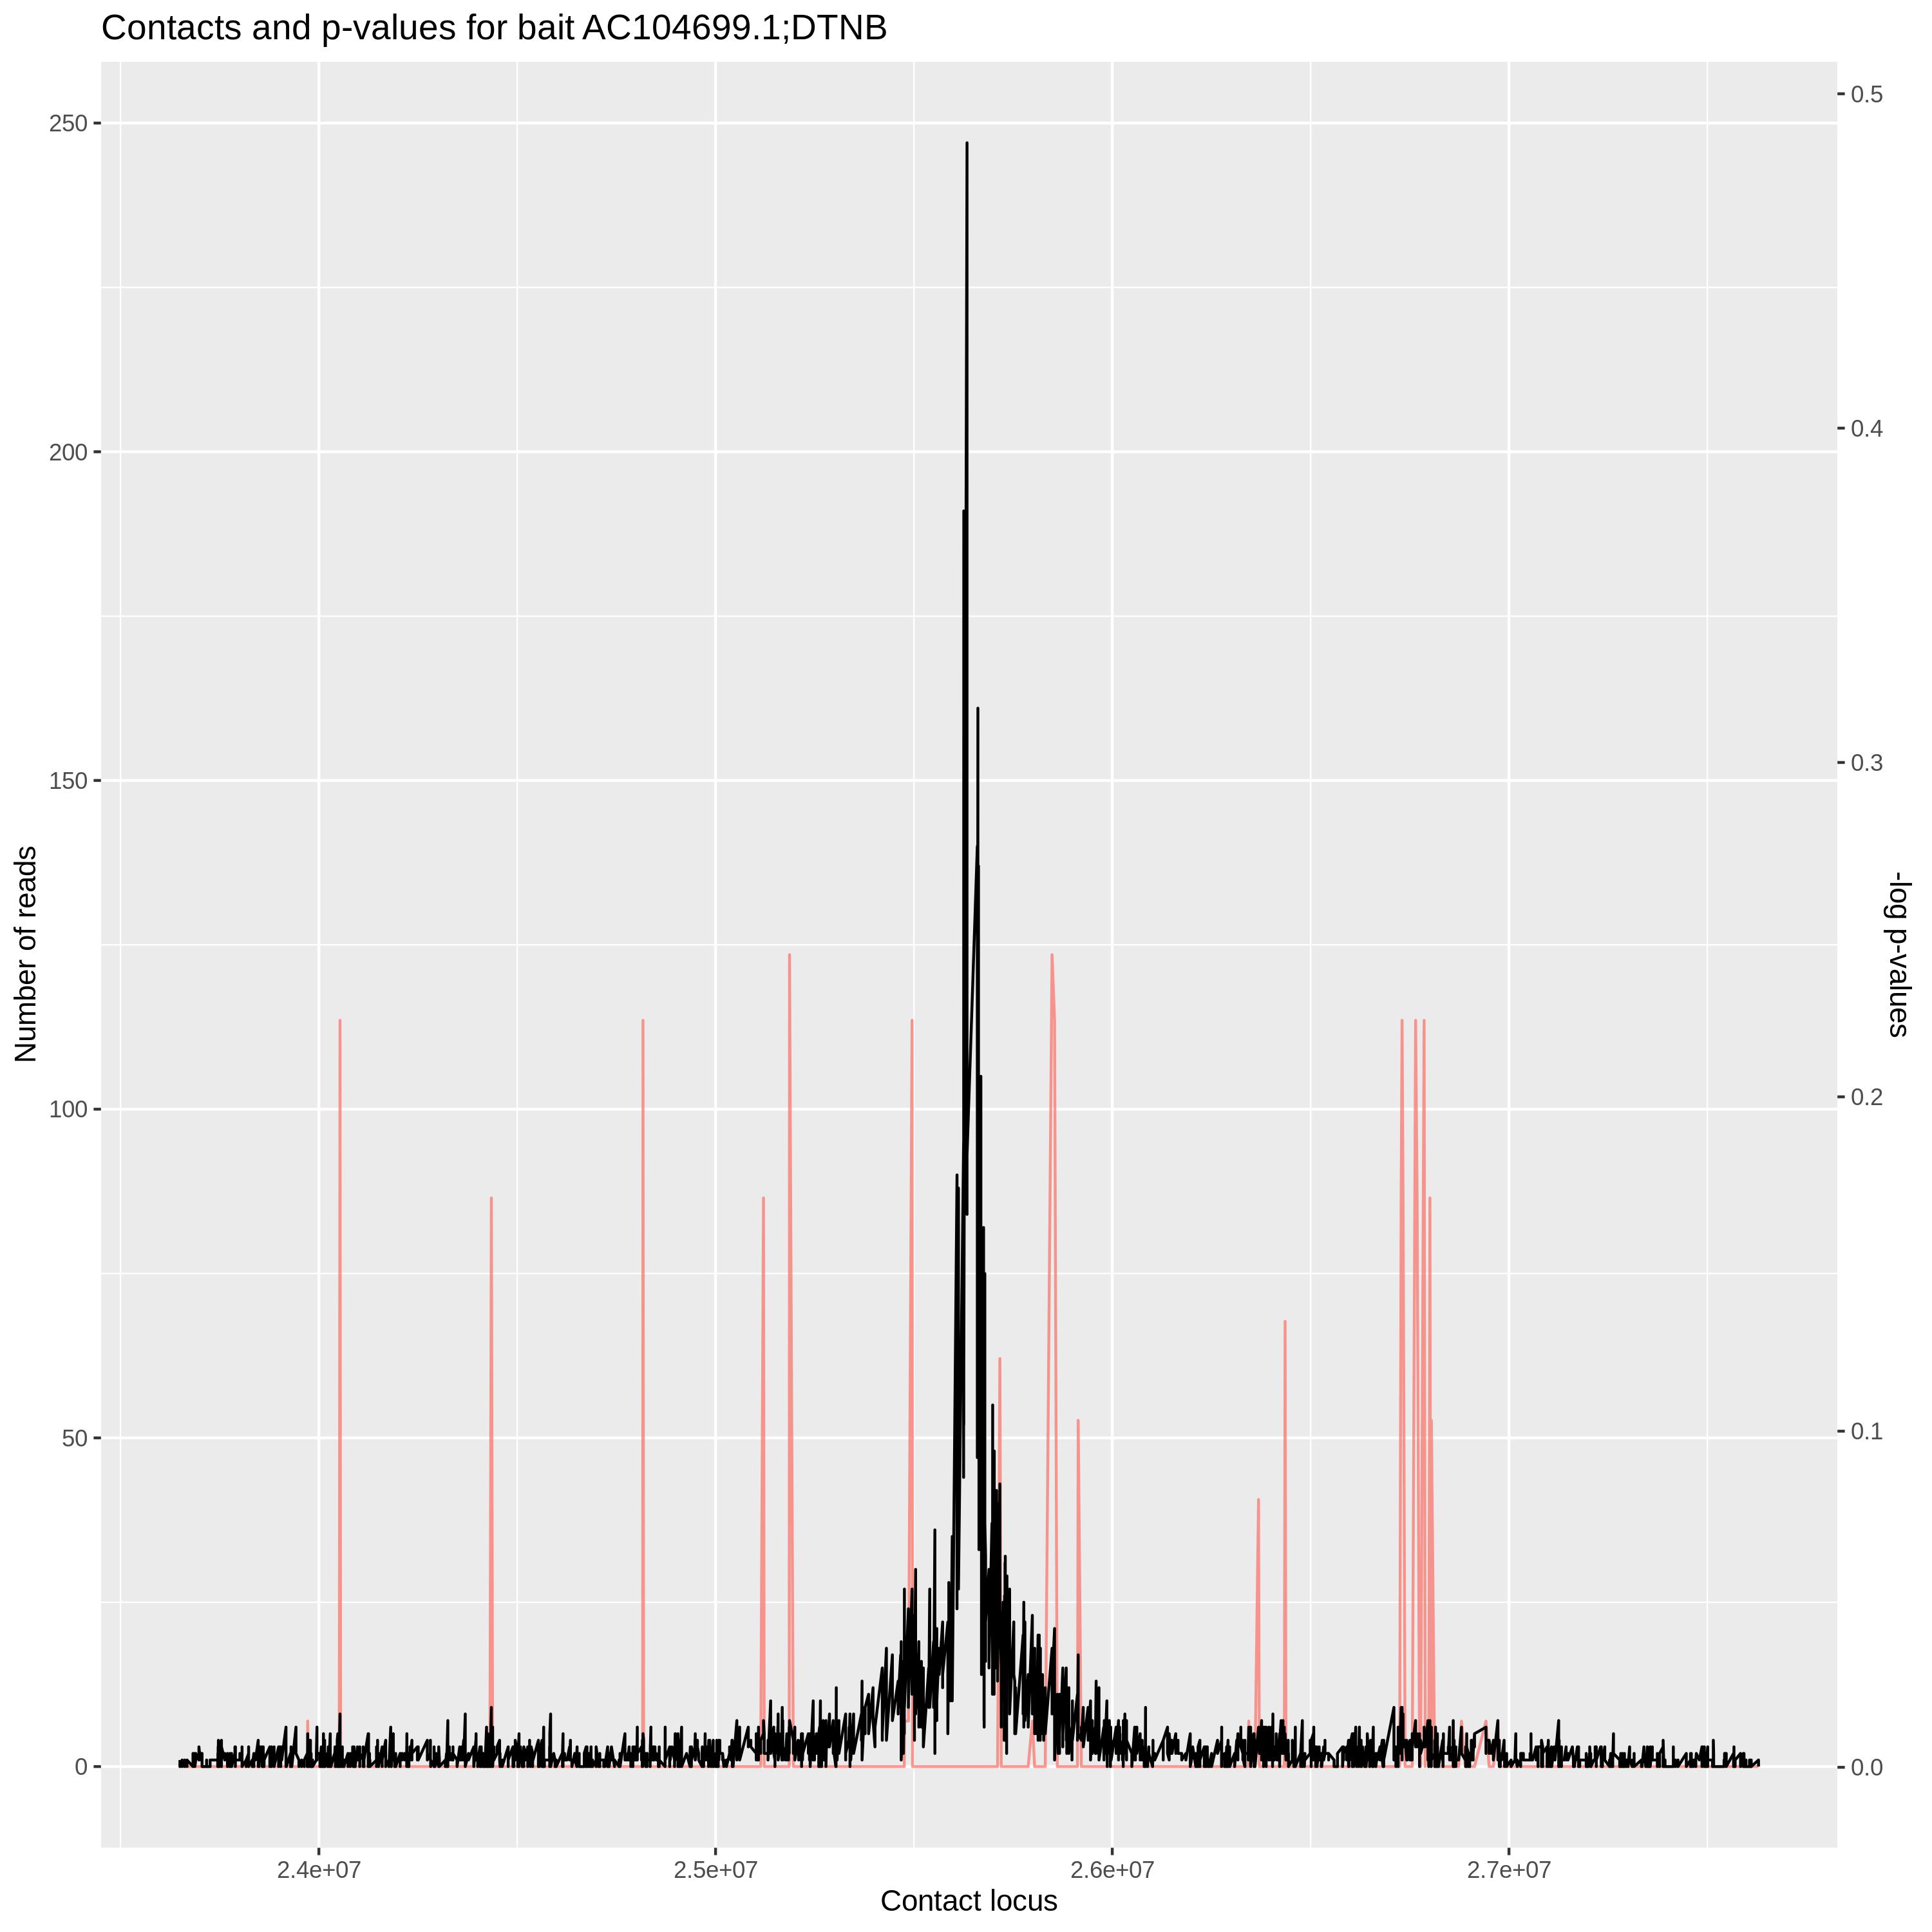 Contacts and p-values for bait AC104699.1;DTNB
250
200
150
100
50
0
Number of reads
0.5
0.4
0.3
0.2
0.1
0.0
-log p-values
2.4e+07
2.5e+07
2.6e+07
2.7e+07
Contact locus